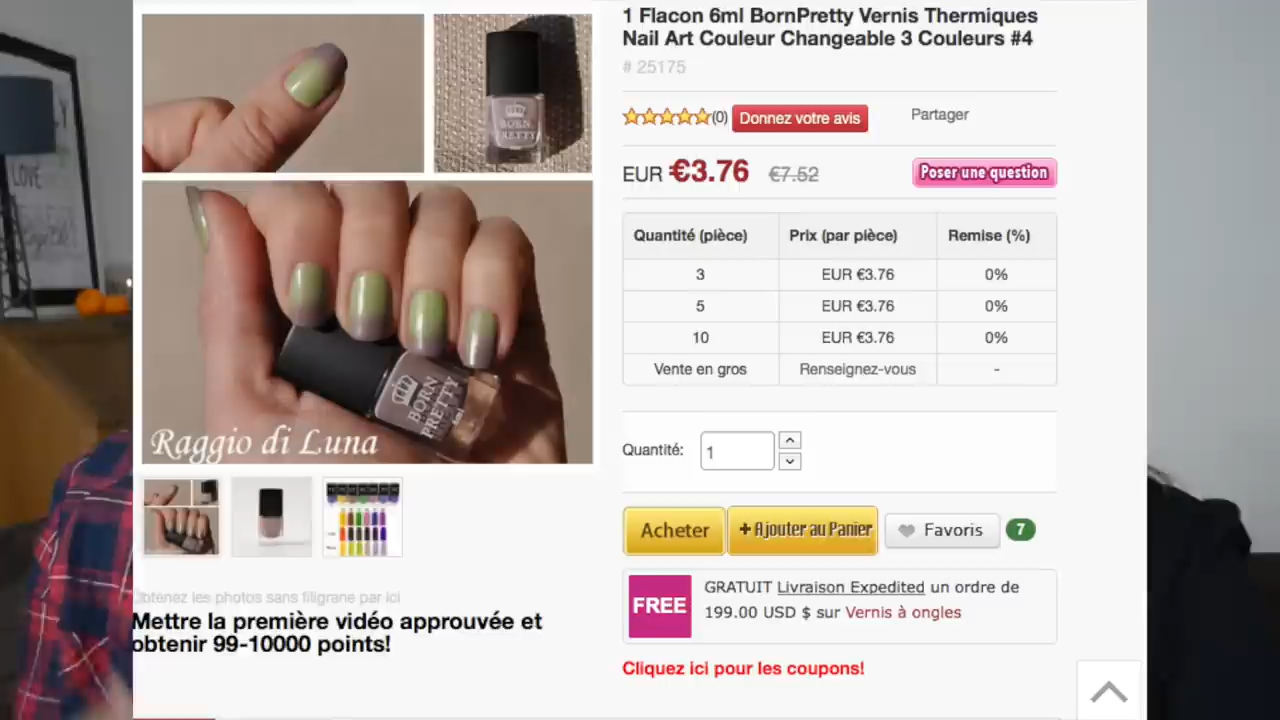 1 Flacon 6ml BornPretty Vernis Thermiques
Nail Art Couleur Changeable 3 Couleurs #4
# 25175
(0) Donnez votre avis Partager
EUR €3.76 €7.52 Poser une question
Quantité (pièce) Prix (par pièce) Remise (%)
3 EUR €3.76 0%
5 EUR €3.76 0%
10 EUR €3.76 0%
Vente en gros Renseignez-vous -
Quantité: 1
Acheter + Ajouter au Panier Favoris 7
FREE
GRATUIT Livraison Expedited un ordre de
199.00 USD $ sur Vernis à ongles
Cliquez ici pour les coupons!
BORN
PRETTY
BORN
PRETTY
6ml
Raggio di Luna
Obtenez les photos sans filigrane par ici
Mettre la première vidéo approuvée et
obtenir 99-10000 points!
LOVE